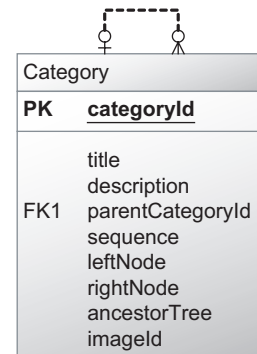 Category
PK categoryId
title
description
FK1 parentCategoryId
sequence
leftNode
rightNode
ancestorTree
imageId